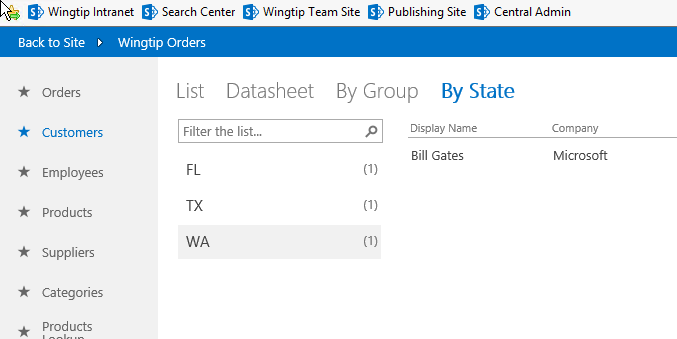 Wingtip Intranet Search Center Wingtip Team Site Publishing Site Central Admin
Back to Site Wingtip Orders
Orders
Customers
Employees
Products
Suppliers
Categories
Products
Lookup
List Datasheet By Group By State
Filter the list...
FL (1)
TX (1)
WA (1)
Display Name Company
Bill Gates Microsoft